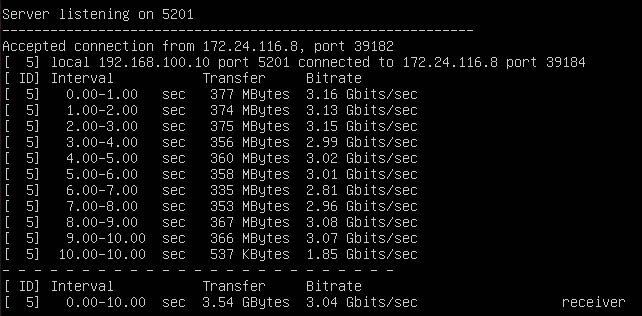 Server listening on 5201
-----------------------------------------------------------
Accepted connection from 172.24.116.8, port 39182
[  5] local 192.168.100.10 port 5201 connected to 172.24.116.8 port 39184
[ ID] Interval           Transfer     Bitrate
[  5]   0.00-1.00   sec   377 MBytes  3.16 Gbits/sec
[  5]   1.00-2.00   sec   374 MBytes  3.13 Gbits/sec
[  5]   2.00-3.00   sec   375 MBytes  3.15 Gbits/sec
[  5]   3.00-4.00   sec   356 MBytes  2.99 Gbits/sec
[  5]   4.00-5.00   sec   360 MBytes  3.02 Gbits/sec
[  5]   5.00-6.00   sec   358 MBytes  3.01 Gbits/sec
[  5]   6.00-7.00   sec   335 MBytes  2.81 Gbits/sec
[  5]   7.00-8.00   sec   353 MBytes  2.96 Gbits/sec
[  5]   8.00-9.00   sec   367 MBytes  3.08 Gbits/sec
[  5]   9.00-10.00  sec   366 MBytes  3.07 Gbits/sec
[  5]  10.00-10.00  sec   537 KBytes  1.85 Gbits/sec
- - - - - - - - - - - - - - - - - - - - - - - - -
[ ID] Interval           Transfer     Bitrate
[  5]   0.00-10.00  sec  3.54 GBytes  3.04 Gbits/sec                  receiver